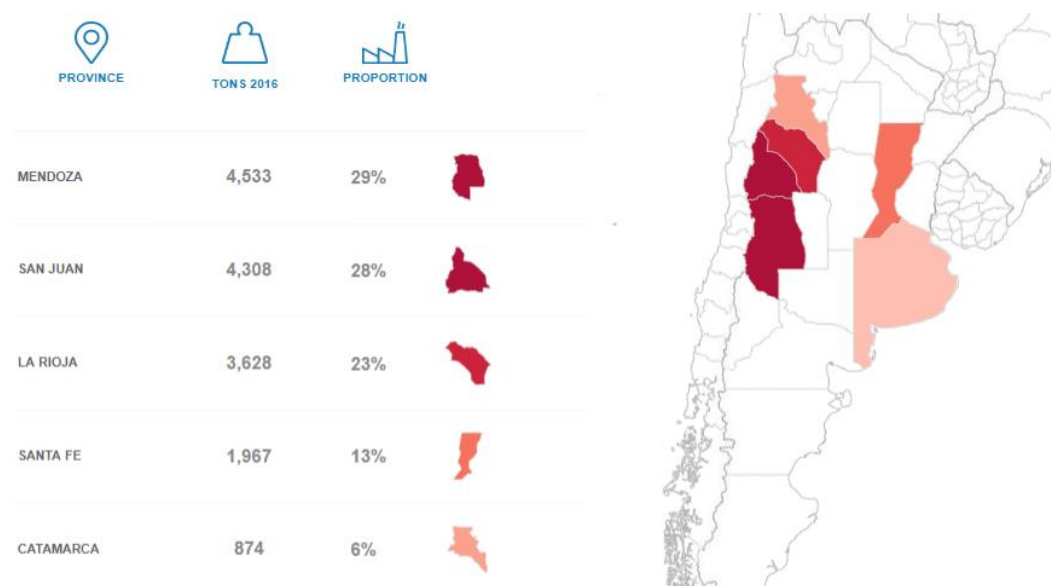 PROVINCE TONS 2016 PROPORTION
MENDOZA 4,533 29%
SAN JUAN 4,308 28%
LA RIOJA 3,628 23%
SANTA FE 1,967 13%
CATAMARCA 874 6%